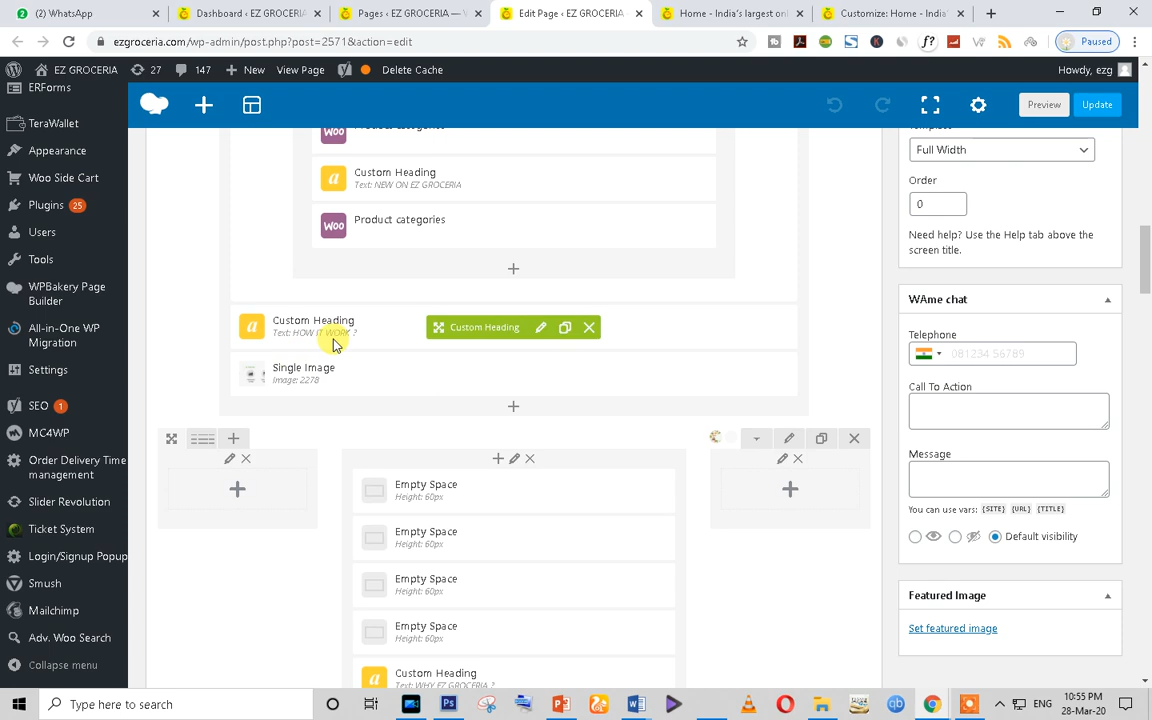 (2) WhatsApp
Dashboard ‹ EZ GROCERIA
Pages ‹ EZ GROCERIA —
Edit Page ‹ EZ GROCERIA
Home - India's largest onl
Customize: Home - India'
ezgroceria.com/wp-admin/post.php?post=2571&action=edit
Paused
EZ GROCERIA
27
147
New
View Page
Delete Cache
Howdy, ezg
ERForms
TeraWallet
Appearance
Woo Side Cart
Plugins 25
Users
Tools
WPBakery Page
Builder
All-in-One WP
Migration
Settings
SEO 1
MC4WP
Order Delivery Time
management
Slider Revolution
Ticket System
Login/Signup Popup
Smush
Mailchimp
Adv. Woo Search
Collapse menu
Preview
Update
Woo
Product categories
Custom Heading
Text: NEW ON EZ GROCERIA
Woo
Product categories
Custom Heading
Text: HOW IT WORK ?
Custom Heading
Single Image
Image: 2278
Empty Space
Height: 60px
Empty Space
Height: 60px
Empty Space
Height: 60px
Empty Space
Height: 60px
Custom Heading
Text: WHY EZ GROCERIA ?
Template
Full Width
Order
0
Need help? Use the Help tab above the
screen title.
WAme chat
Telephone
081234 56789
Call To Action
Message
You can use vars: {SITE} {URL} {TITLE}
Default visibility
Featured Image
Set featured image
Type here to search
ENG
10:55 PM
28-Mar-20